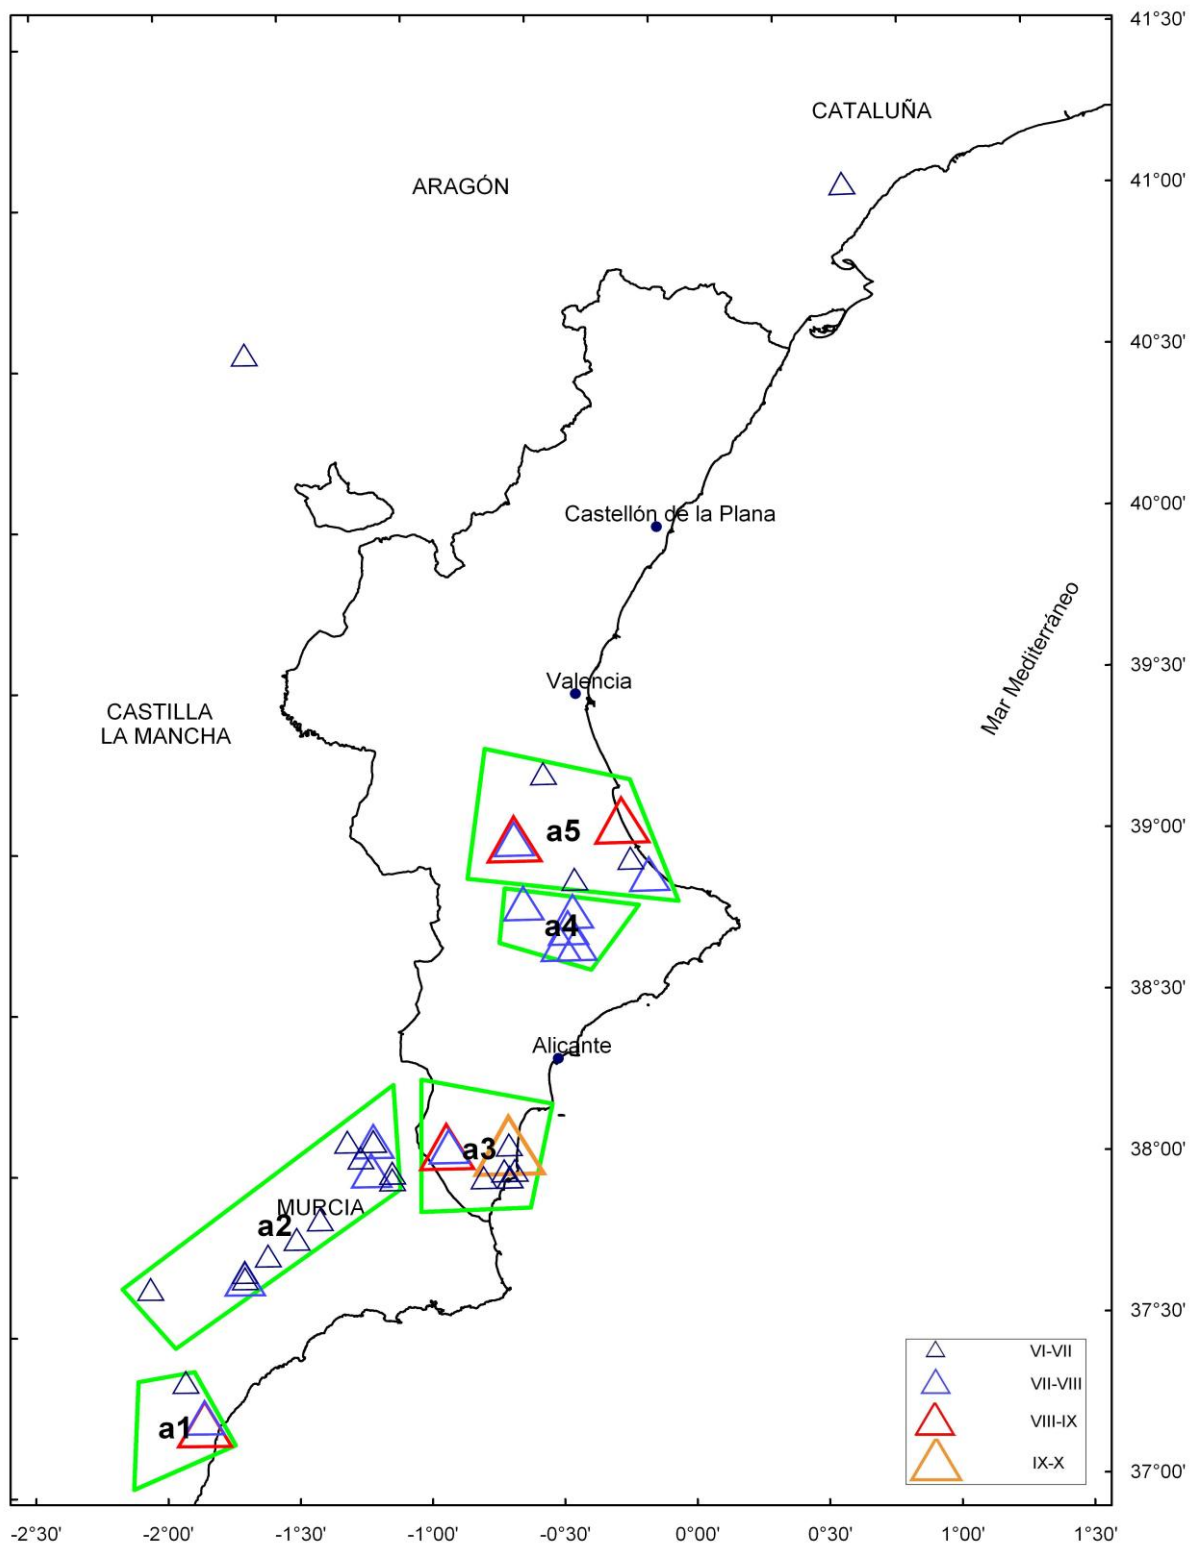 41°30'
CATALUÑA
ARAGÓN
41°00'
40°30'
40°00'
Castellón de la Plana
Mar Mediterráneo
39°30'
Valencia
CASTILLA
LA MANCHA
a5
39°00'
a4
38°30'
Alicante
a3
38°00'
MURCIA
a2
37°30'
VI-VII
VII-VIII
VIII-IX
IX-X
a1
37°00'
-2°30' -2°00' -1°30' -1°00' -0°30' 0°00' 0°30' 1°00' 1°30'